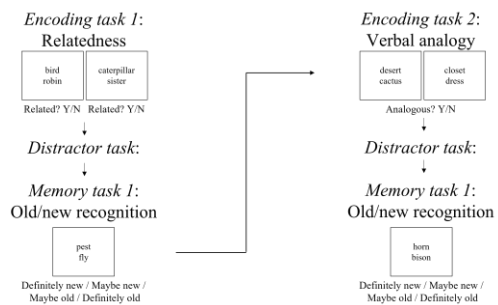 Encoding task 1:
Relatedness
bird
robin
caterpillar
sister
Related? Y/N
Related? Y/N
Distractor task:
Memory task 1:
Old/new recognition
pest
fly
Definitely new / Maybe new /
Maybe old / Definitely old
Encoding task 2:
Verbal analogy
desert
cactus
closet
dress
Analogous? Y/N
Distractor task:
Memory task 1:
Old/new recognition
horn
bison
Definitely new / Maybe new /
Maybe old / Definitely old